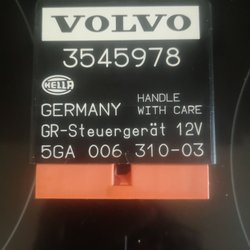 VOLVO
3545978
HELLA
GERMANY
HANDLE
WITH CARE
GR-Steuergerät 12V
5GA 006 310-03